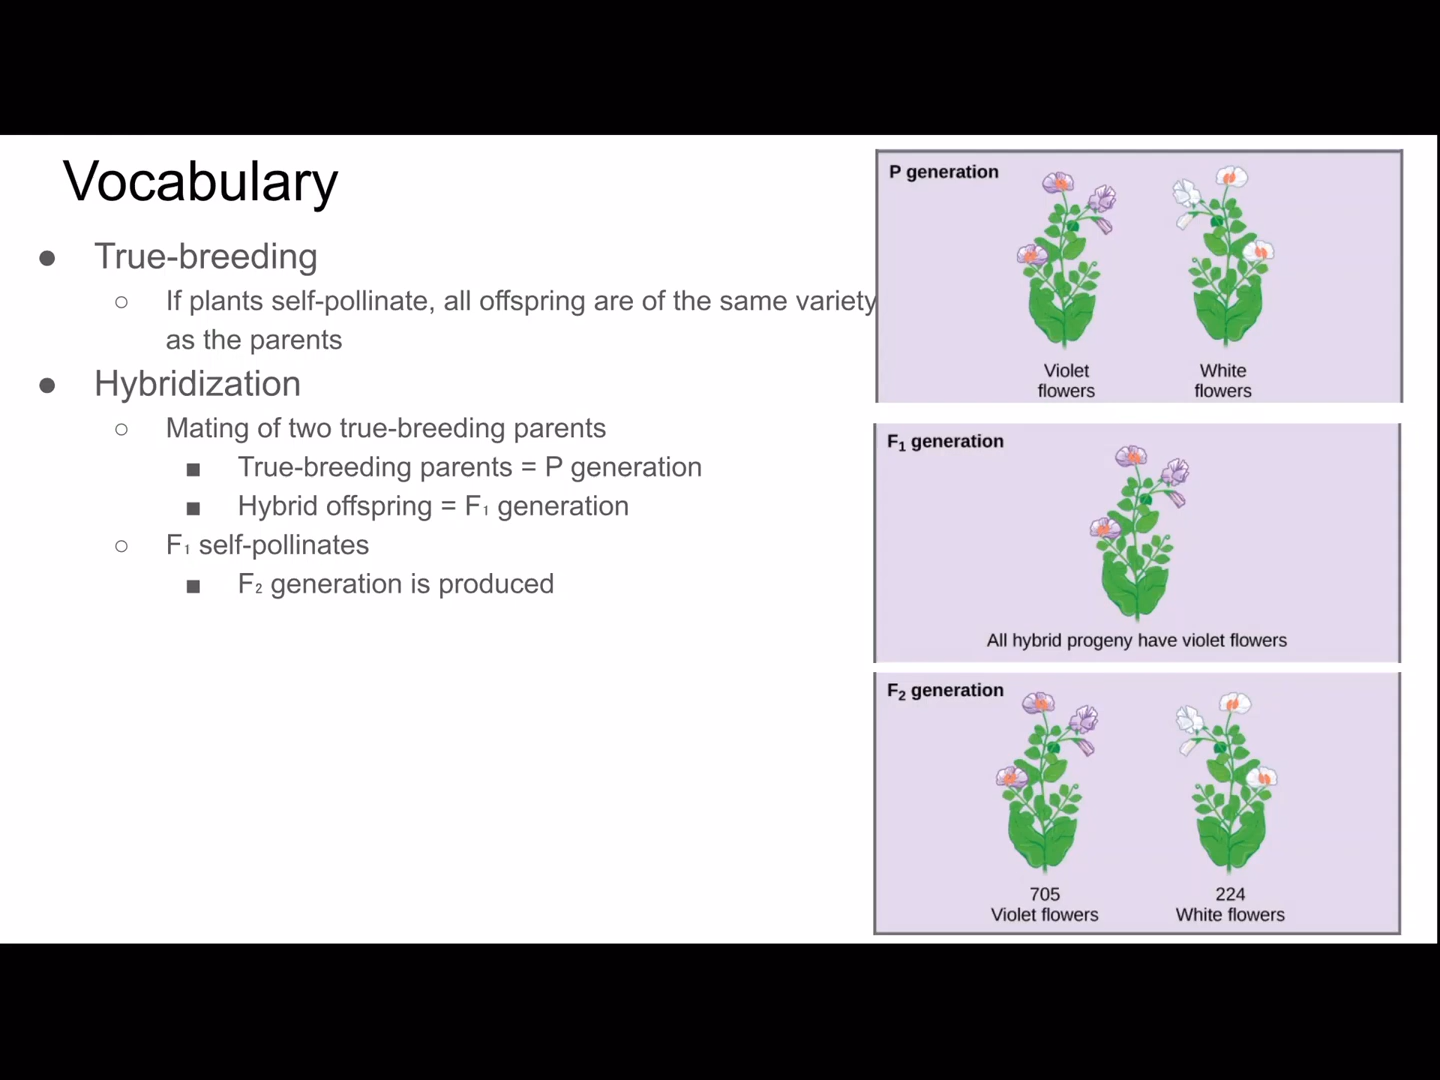 Vocabulary
● True-breeding
○ If plants self-pollinate, all offspring are of the same variety
as the parents
● Hybridization
○ Mating of two true-breeding parents
■ True-breeding parents = P generation
■ Hybrid offspring = F₁ generation
○ F₁ self-pollinates
■ F₂ generation is produced
P generation
Violet
flowers
White
flowers
F₁ generation
All hybrid progeny have violet flowers
F₂ generation
705
Violet flowers
224
White flowers